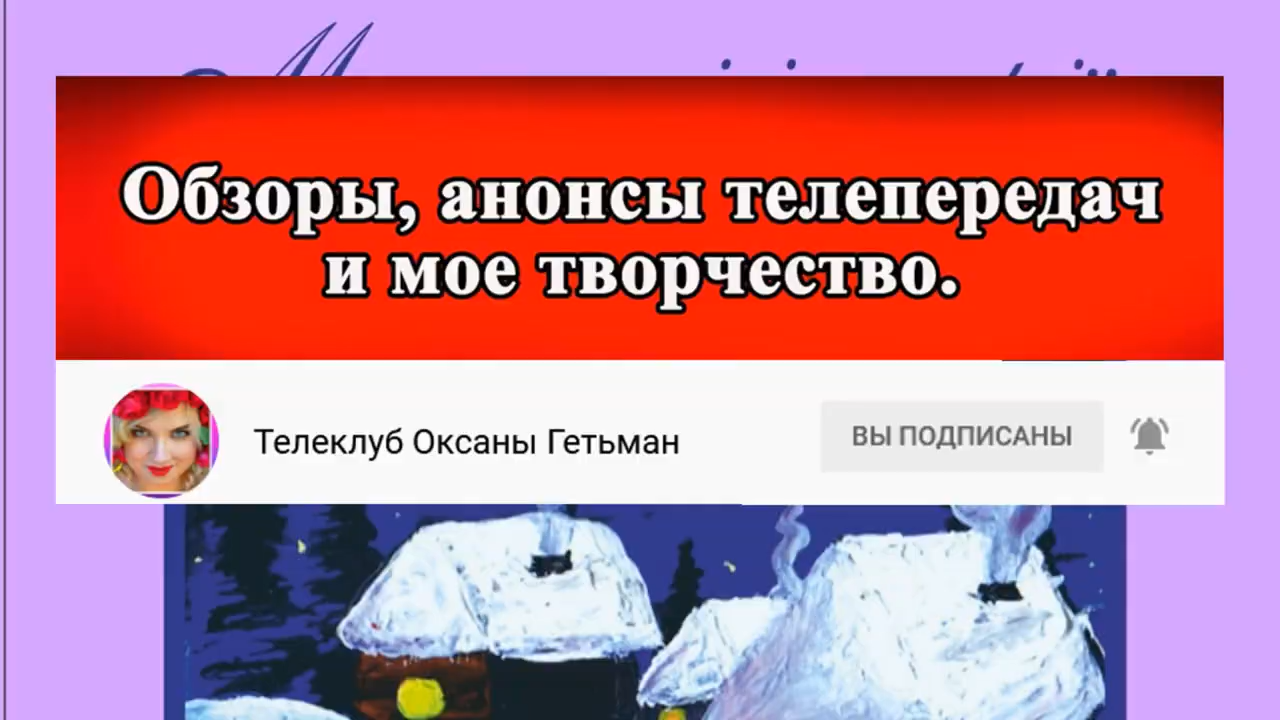 Обзоры, анонсы телепередач
и мое творчество.
Телеклуб Оксаны Гетьман
ВЫ ПОДПИСАНЫ